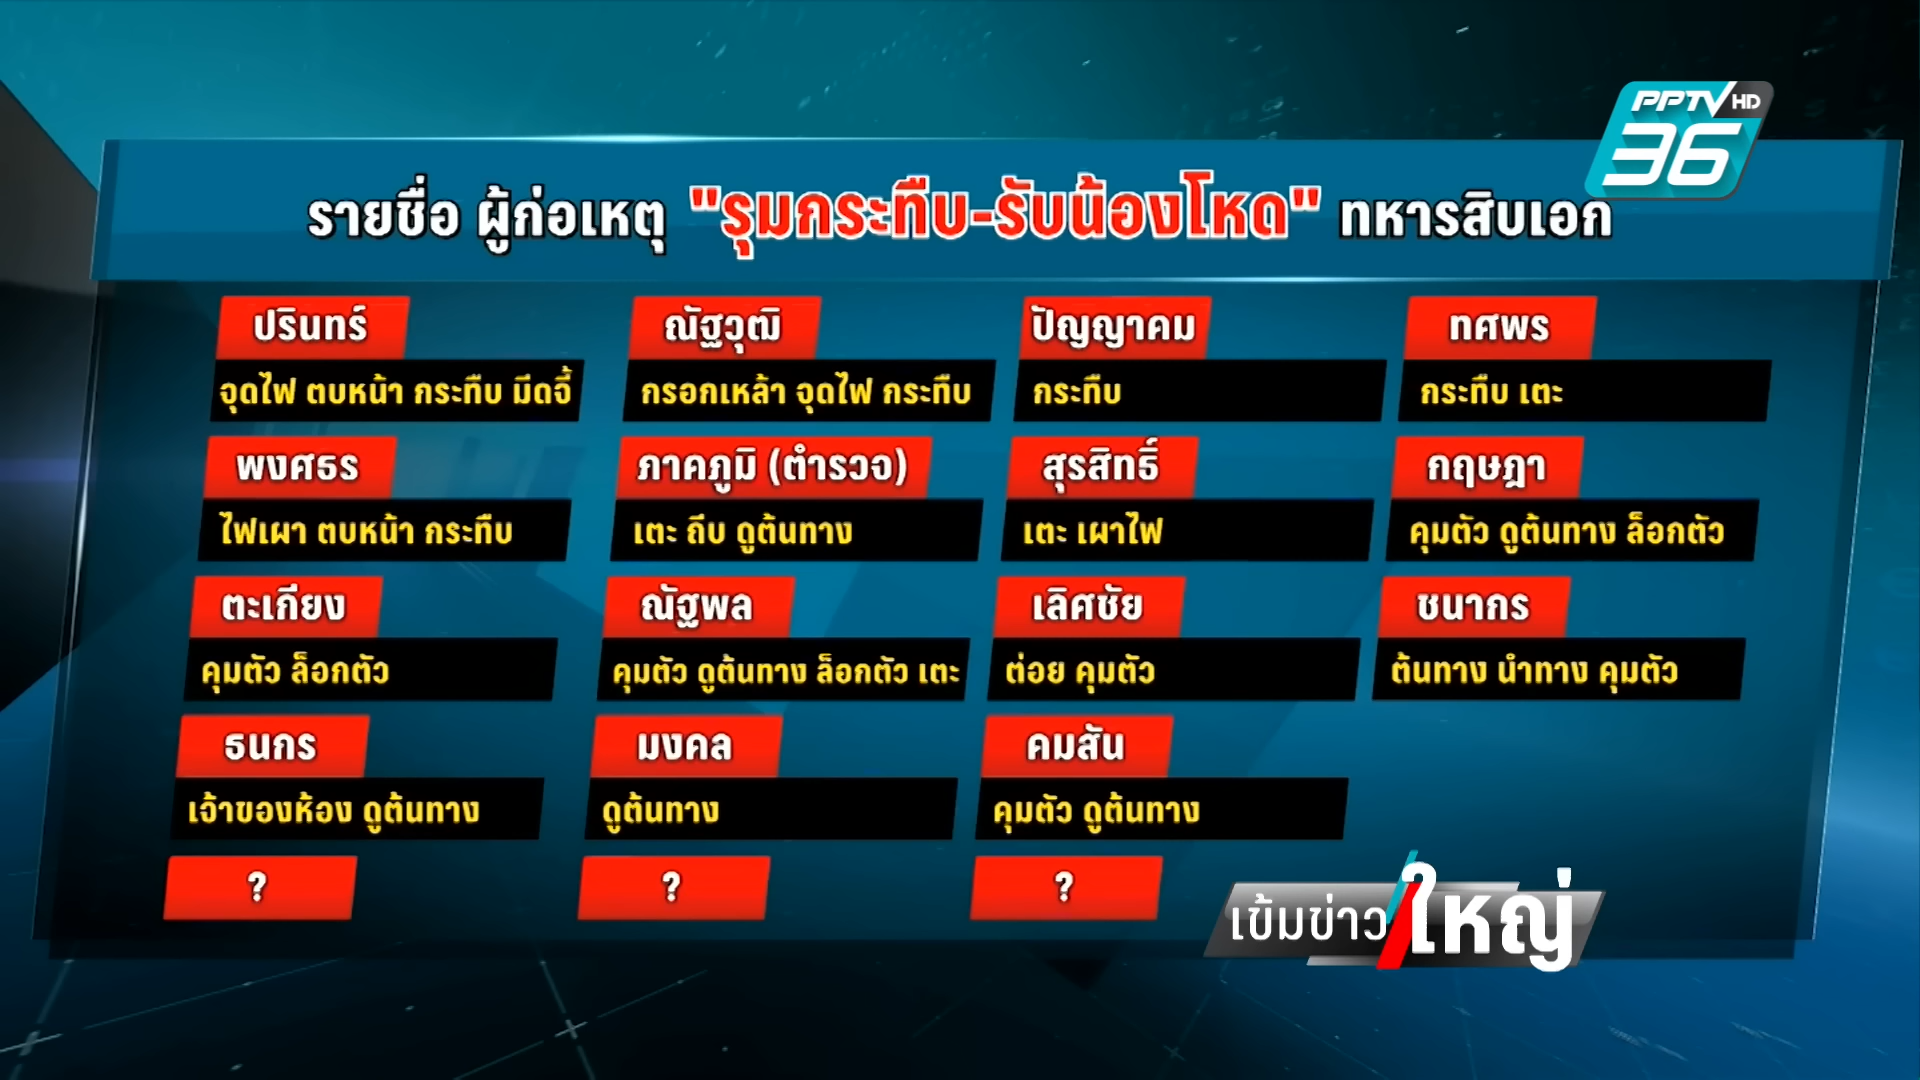 PPTV HD
36
รายชื่อ ผู้ก่อเหตุ "รุมกระทืบ-รับน้องโหด" ทหารสิบเอก
ปรินทร์ ณัฐวุฒิ ปัญญาคม ทศพร
จุดไฟ ตบหน้า กระทืบ มีดจี้ กรอกเหล้า จุดไฟ กระทืบ กระทืบ กระทืบ เตะ
พงศธร ภาคภูมิ (ตำรวจ) สุรสิทธิ์ กฤษฎา
ไฟเผา ตบหน้า กระทืบ เตะ ถีบ ดูต้นทาง เตะ เผาไฟ คุมตัว ดูต้นทาง ล็อกตัว
ตะเกียง ณัฐพล เลิศชัย ชนากร
คุมตัว ล็อกตัว คุมตัว ดูต้นทาง ล็อกตัว เตะ ต่อย คุมตัว ต้นทาง นำทาง คุมตัว
ธนกร มงคล คมสัน
เจ้าของห้อง ดูต้นทาง ดูต้นทาง คุมตัว ดูต้นทาง
? ? ?
เข้มข่าวใหญ่